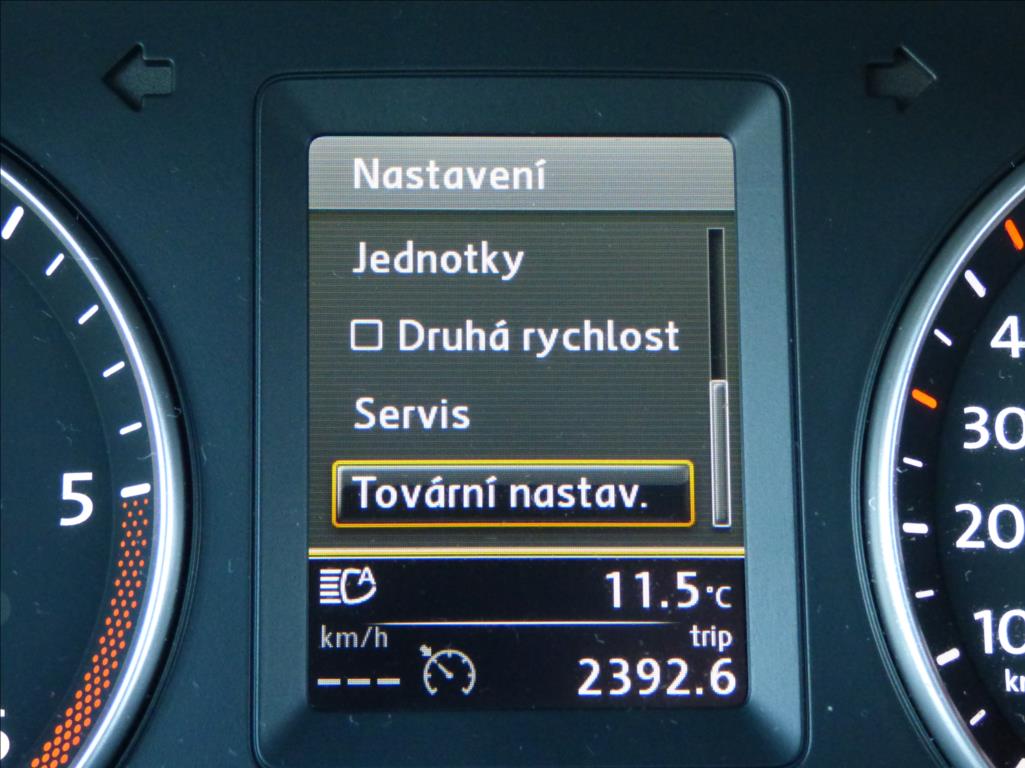 Nastavení
Jednotky
Druhá rychlost
Servis
Tovární nastav.
A
11.5°C
km/h
trip
--- 
2392.6
5
4
30
20
10